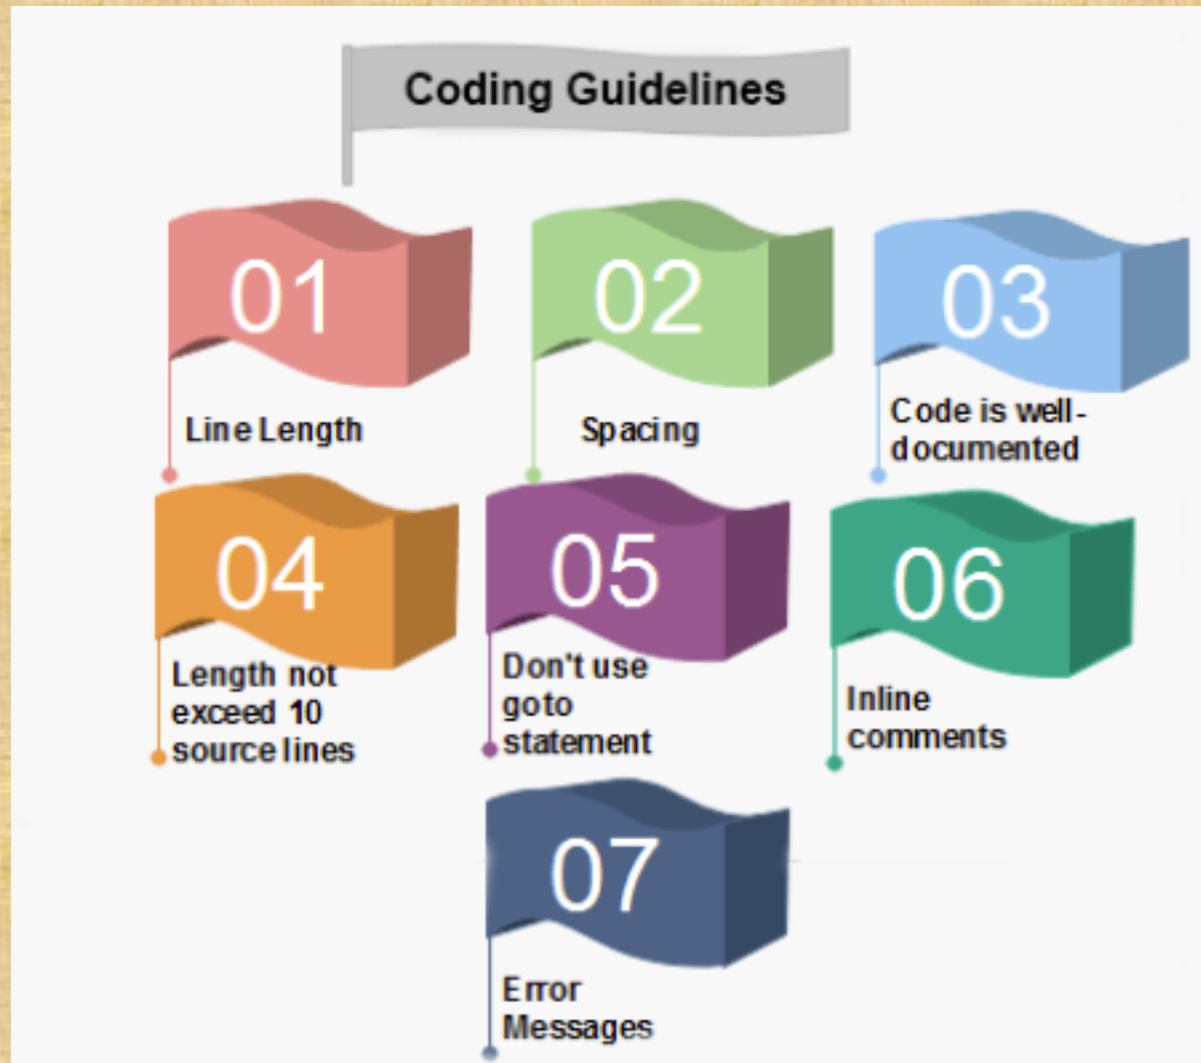 Coding Guidelines
01
02
03
Line Length
Spacing
Code is well-
documented
04
05
06
Length not
exceed 10
source lines
Don't use
goto
statement
Inline
comments
07
Error
Messages